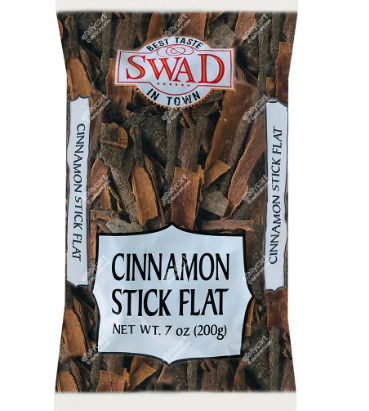 BEST TASTE
SWAD
IN TOWN
CINNAMON STICK FLAT
CINNAMON STICK FLAT
CINNAMON
STICK FLAT
NET WT. 7 oz (200g)